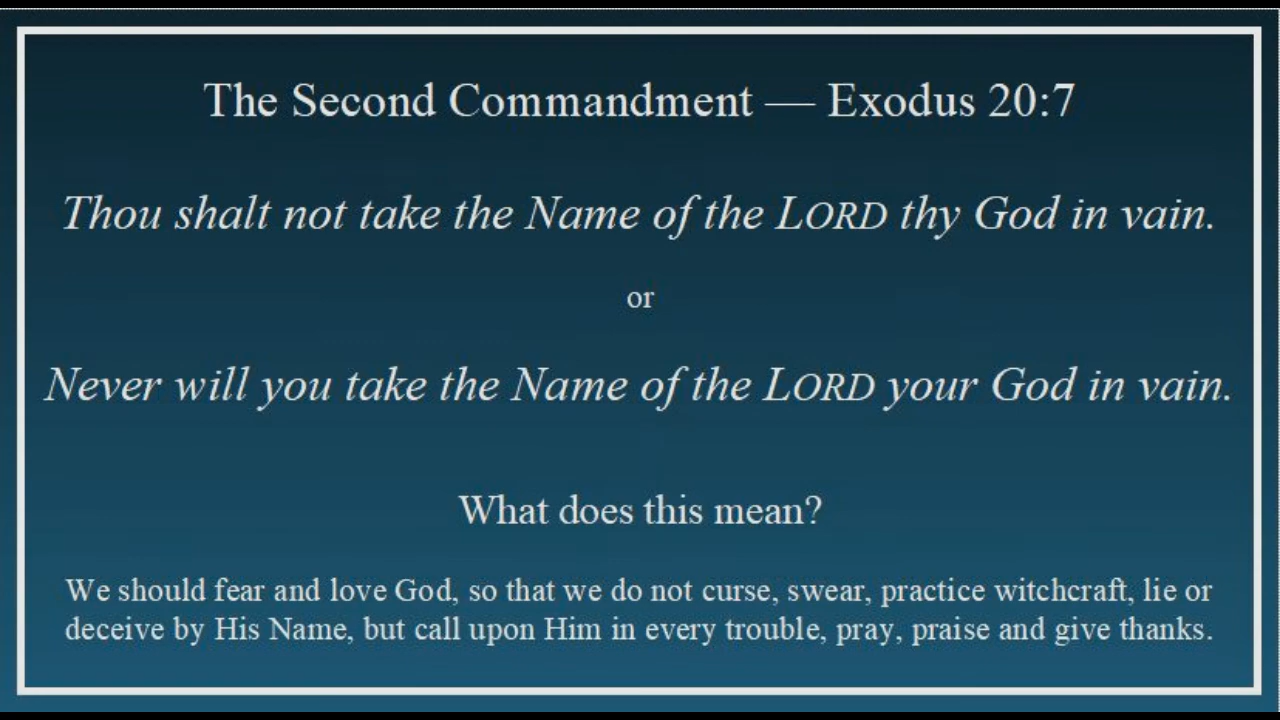 The Second Commandment — Exodus 20:7
Thou shalt not take the Name of the LORD thy God in vain.
or
Never will you take the Name of the LORD your God in vain.
What does this mean?
We should fear and love God, so that we do not curse, swear, practice witchcraft, lie or
deceive by His Name, but call upon Him in every trouble, pray, praise and give thanks.